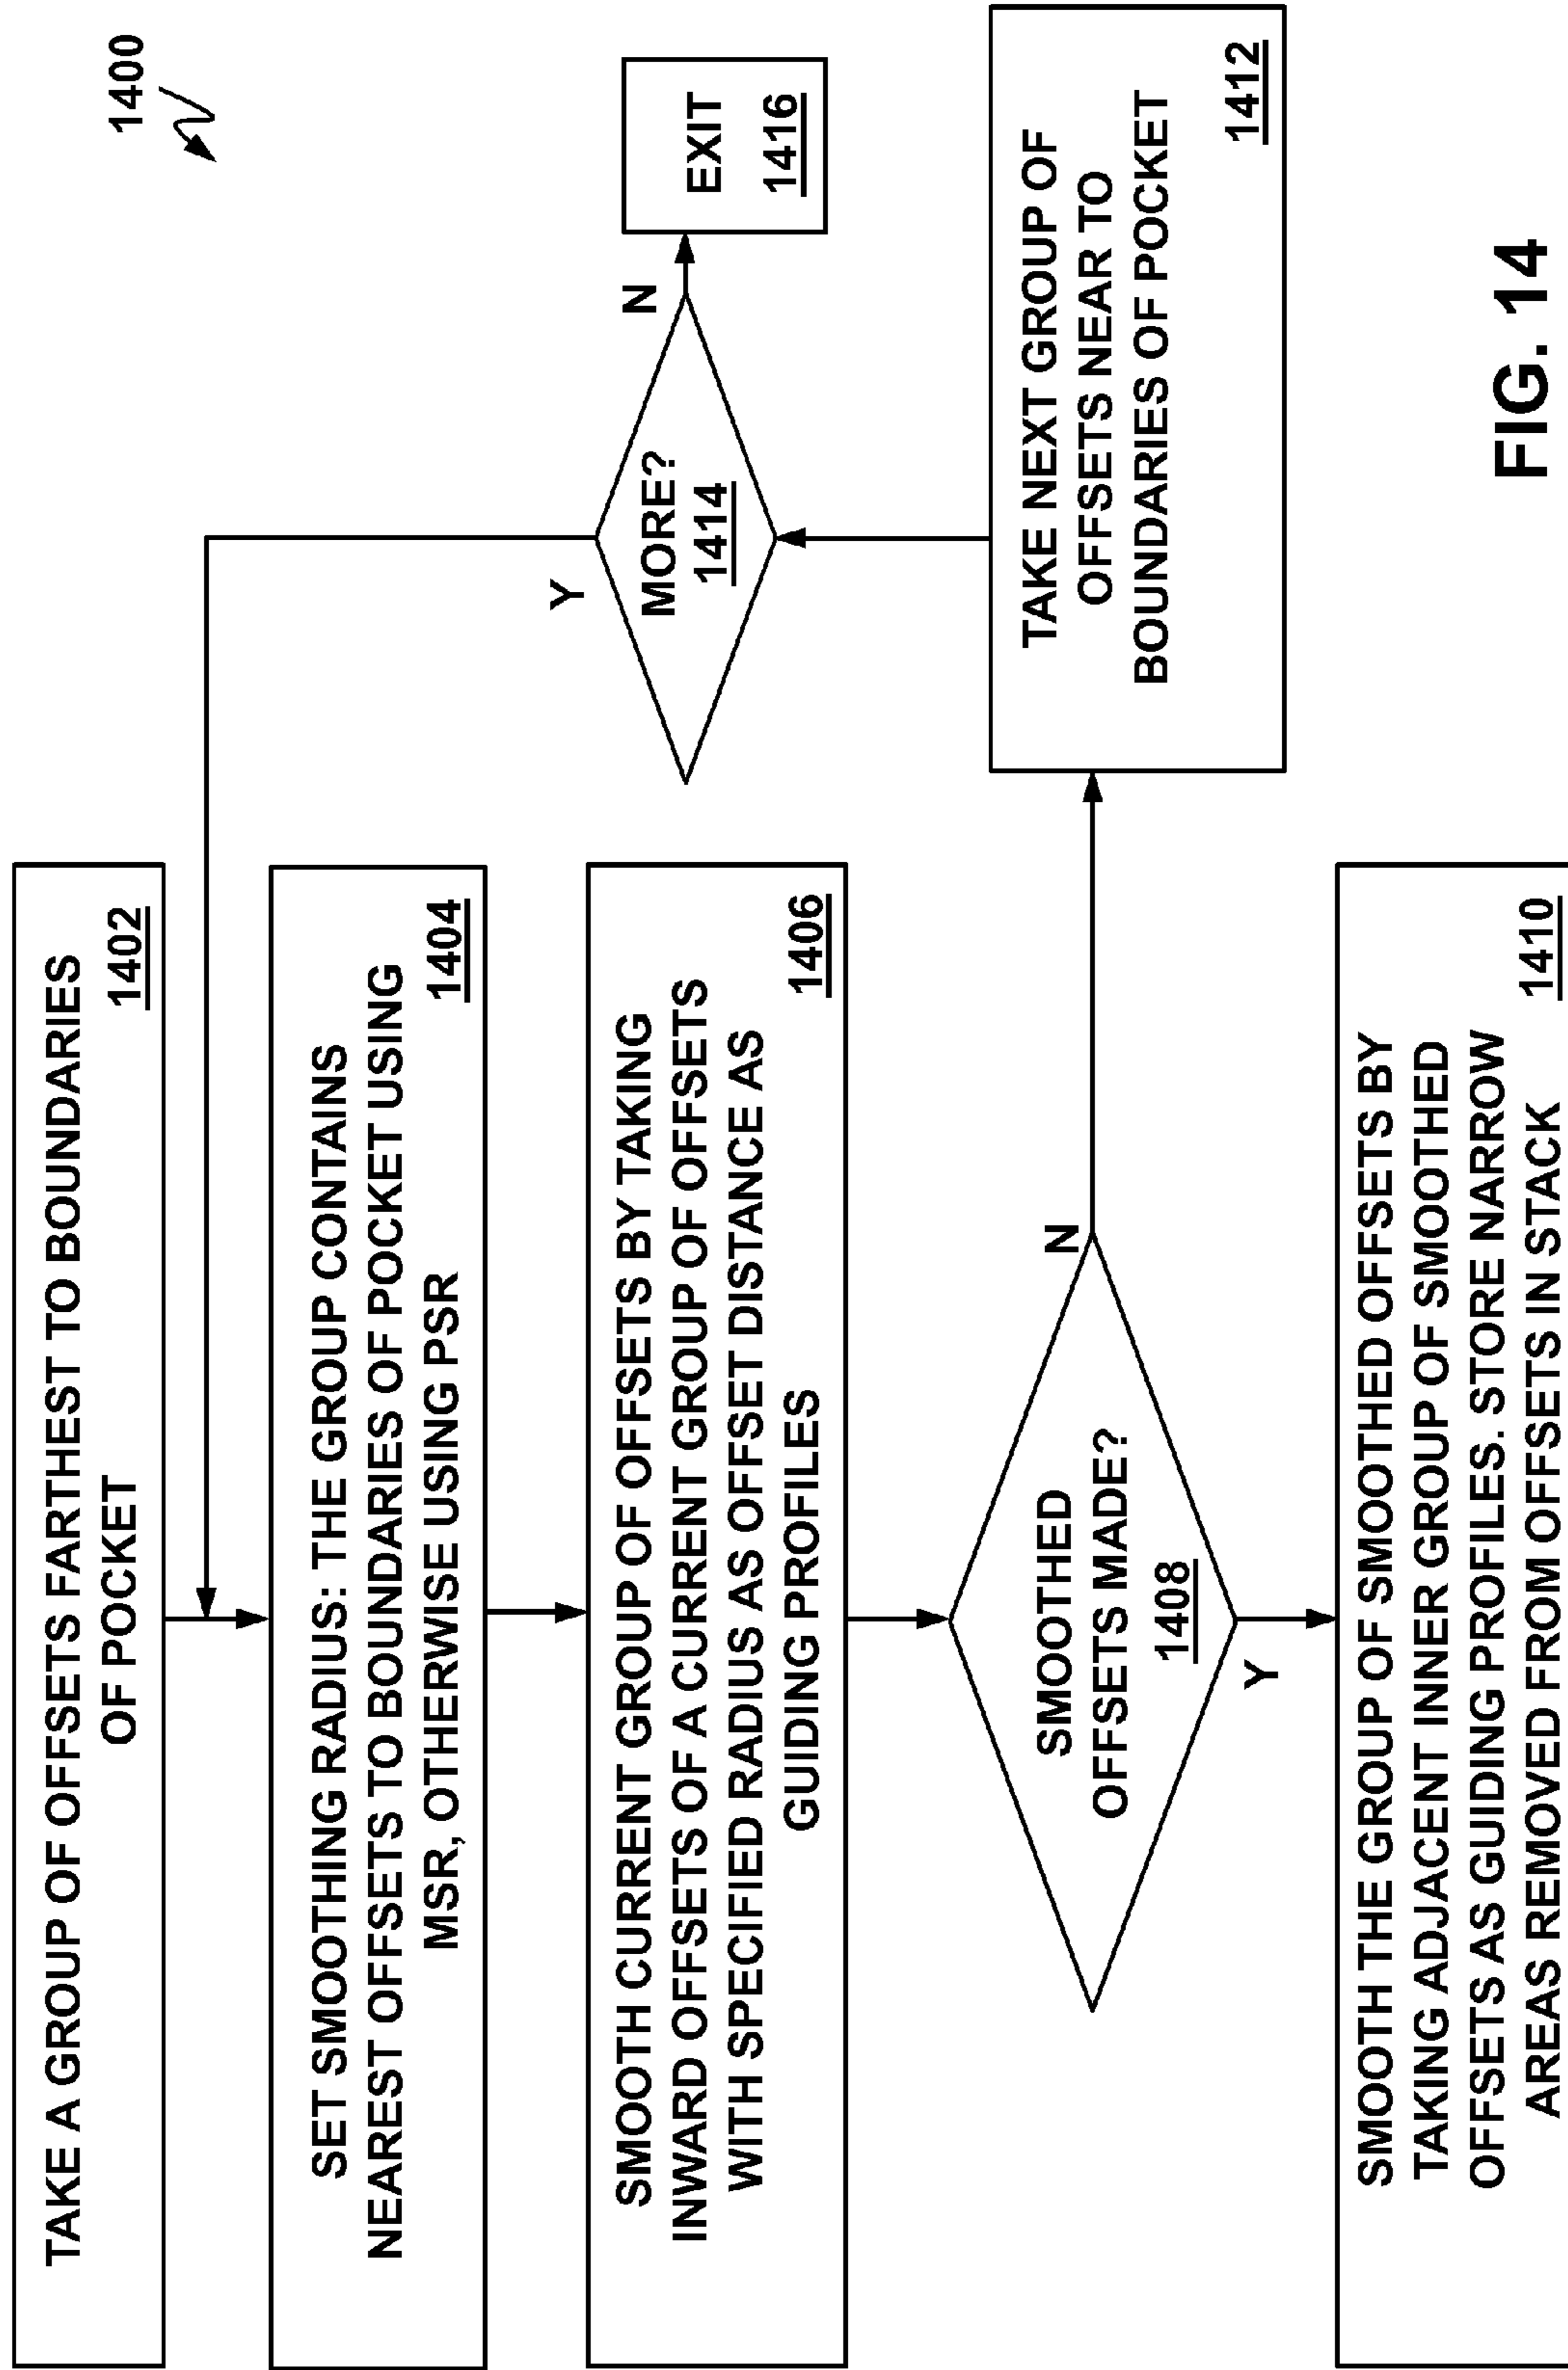 1400
TAKE A GROUP OF OFFSETS FARTHEST TO BOUNDARIES
OF POCKET
1402
SET SMOOTHING RADIUS: THE GROUP CONTAINS
NEAREST OFFSETS TO BOUNDARIES OF POCKET USING
MSR, OTHERWISE USING PSR
1404
SMOOTH CURRENT GROUP OF OFFSETS BY TAKING
INWARD OFFSETS OF A CURRENT GROUP OF OFFSETS
WITH SPECIFIED RADIUS AS OFFSET DISTANCE AS
GUIDING PROFILES
1406
SMOOTHED
OFFSETS MADE?
1408
N
Y
SMOOTH THE GROUP OF SMOOTHED OFFSETS BY
TAKING ADJACENT INNER GROUP OF SMOOTHED
OFFSETS AS GUIDING PROFILES. STORE NARROW
AREAS REMOVED FROM OFFSETS IN STACK
1410
TAKE NEXT GROUP OF
OFFSETS NEAR TO
BOUNDARIES OF POCKET
1412
MORE?
1414
Y
N
EXIT
1416
FIG. 14